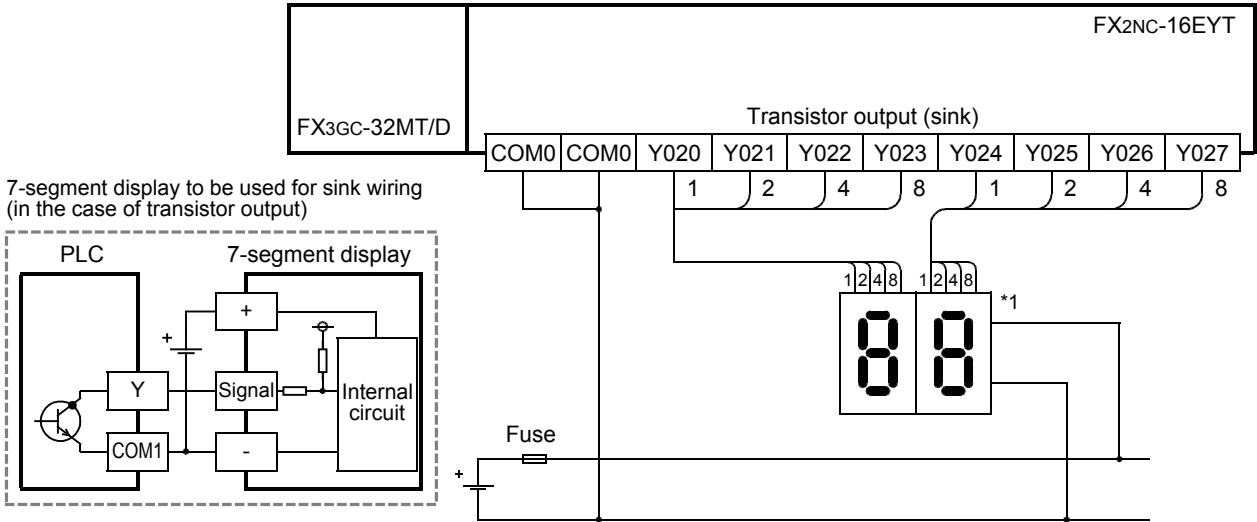 FX2NC-16EYT
FX3GC-32MT/D
Transistor output (sink)
COM0 COM0 Y020 Y021 Y022 Y023 Y024 Y025 Y026 Y027
1 2 4 8 1 2 4 8
7-segment display to be used for sink wiring
(in the case of transistor output)
PLC 7-segment display
+
+
Y
Signal
Internal
circuit
COM1
-
1 2 4 8 1 2 4 8
*1
8 8
Fuse
+